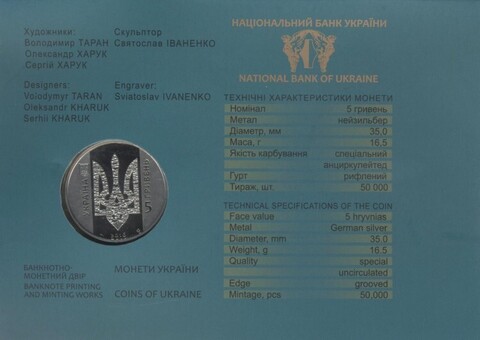 Художники:
Володимир ТАРАН
Олександр ХАРУК
Сергій ХАРУК
Скульптор
Святослав ІВАНЕНКО
Designers:
Volodymyr TARAN
Oleksandr KHARUK
Serhii KHARUK
Engraver:
Sviatoslav IVANENKO
БАНКНОТНО-
МОНЕТНИЙ ДВІР
BANKNOTE PRINTING
AND MINTING WORKS
МОНЕТИ УКРАЇНИ
COINS OF UKRAINE
НАЦІОНАЛЬНИЙ БАНК УКРАЇНИ
NATIONAL BANK OF UKRAINE
ТЕХНІЧНІ ХАРАКТЕРИСТИКИ МОНЕТИ
Номінал 5 гривень
Метал нейзильбер
Діаметр, мм 35,0
Маса, г 16,5
Якість карбування спеціальний
анциркулейтед
Гурт рифлений
Тираж, шт. 50 000
TECHNICAL SPECIFICATIONS OF THE COIN
Face value 5 hryvnias
Metal German silver
Diameter, mm 35,0
Weight, g 16,5
Quality special
uncirculated
Edge grooved
Mintage, pcs 50,000